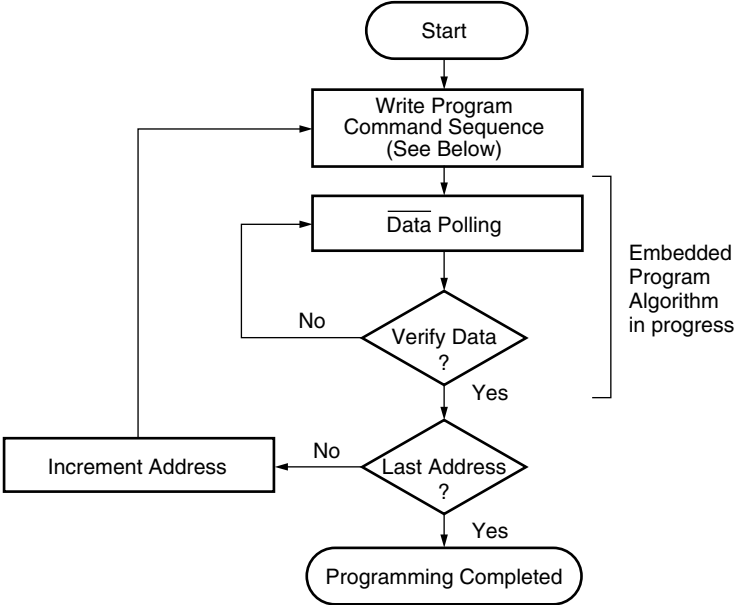 Start
Write Program
Command Sequence
(See Below)
Data Polling
Embedded
Program
Algorithm
in progress
No
Verify Data
?
Yes
Increment Address
No
Last Address
?
Yes
Programming Completed